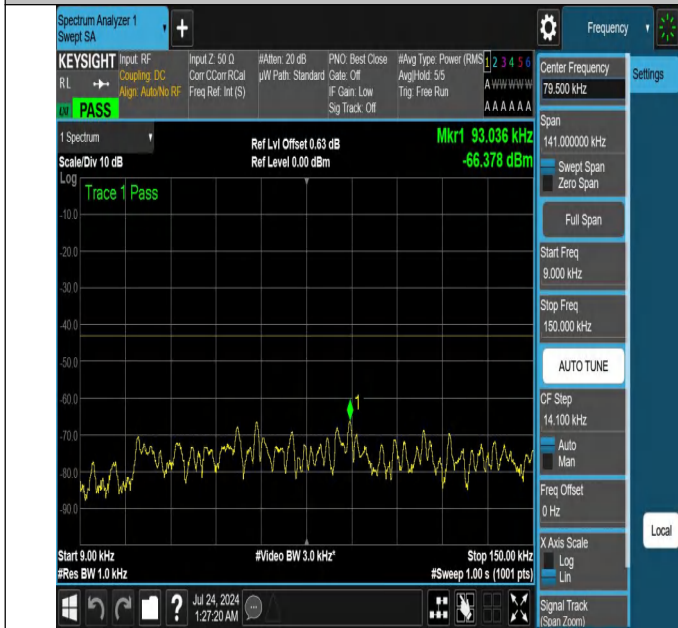 Spectrum Analyzer 1
Swept SA
+
Frequency
KEYSIGHT
RL
PASS
Input: RF
Coupling: DC
Align: Auto/No RF
Input Z: 50 Ω
Corr CCorr RCal
Freq Ref: Int (S)
#Atten: 20 dB
µW Path: Standard
PNO: Best Close
Gate: Off
IF Gain: Low
Sig Track: Off
#Avg Type: Power (RMS
Avg|Hold: 5/5
Trig: Free Run
1 2 3 4 5 6
A W W W W W
A A A A A A
1 Spectrum
Scale/Div 10 dB
Log
Ref Lvl Offset 0.63 dB
Ref Level 0.00 dBm
Mkr1 93.036 kHz
-66.378 dBm
Trace 1 Pass
-10.0
-20.0
-30.0
-40.0
-50.0
-60.0
-70.0
-80.0
-90.0
1
Start 9.00 kHz
#Res BW 1.0 kHz
#Video BW 3.0 kHz*
Stop 150.00 kHz
#Sweep 1.00 s (1001 pts)
?
Jul 24, 2024
1:27:20 AM
Center Frequency
79.500 kHz
Span
141.000000 kHz
Swept Span
Zero Span
Full Span
Start Freq
9.000 kHz
Stop Freq
150.000 kHz
AUTO TUNE
CF Step
14.100 kHz
Auto
Man
Freq Offset
0 Hz
X Axis Scale
Log
Lin
Signal Track
(Span Zoom)
Settings
Local